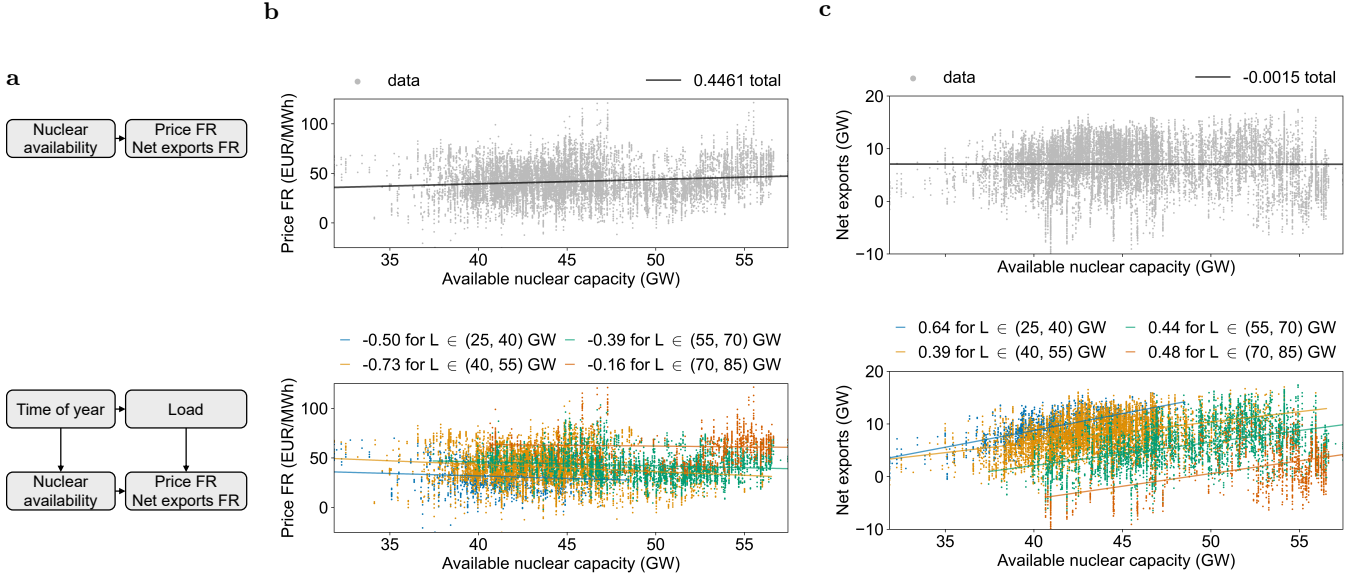 a
Nuclear
availability
Price FR
Net exports FR
Time of year
Load
Nuclear
availability
Price FR
Net exports FR
b
data
0.4461 total
Price FR (EUR/MWh)
100
50
0
35 40 45 50 55
Available nuclear capacity (GW)
-0.50 for L ∈ (25, 40) GW
-0.39 for L ∈ (55, 70) GW
-0.73 for L ∈ (40, 55) GW
-0.16 for L ∈ (70, 85) GW
Price FR (EUR/MWh)
100
50
0
35 40 45 50 55
Available nuclear capacity (GW)
c
data
-0.0015 total
Net exports (GW)
20
10
0
−10
Available nuclear capacity (GW)
0.64 for L ∈ (25, 40) GW
0.44 for L ∈ (55, 70) GW
0.39 for L ∈ (40, 55) GW
0.48 for L ∈ (70, 85) GW
Net exports (GW)
20
10
0
−10
35 40 45 50 55
Available nuclear capacity (GW)